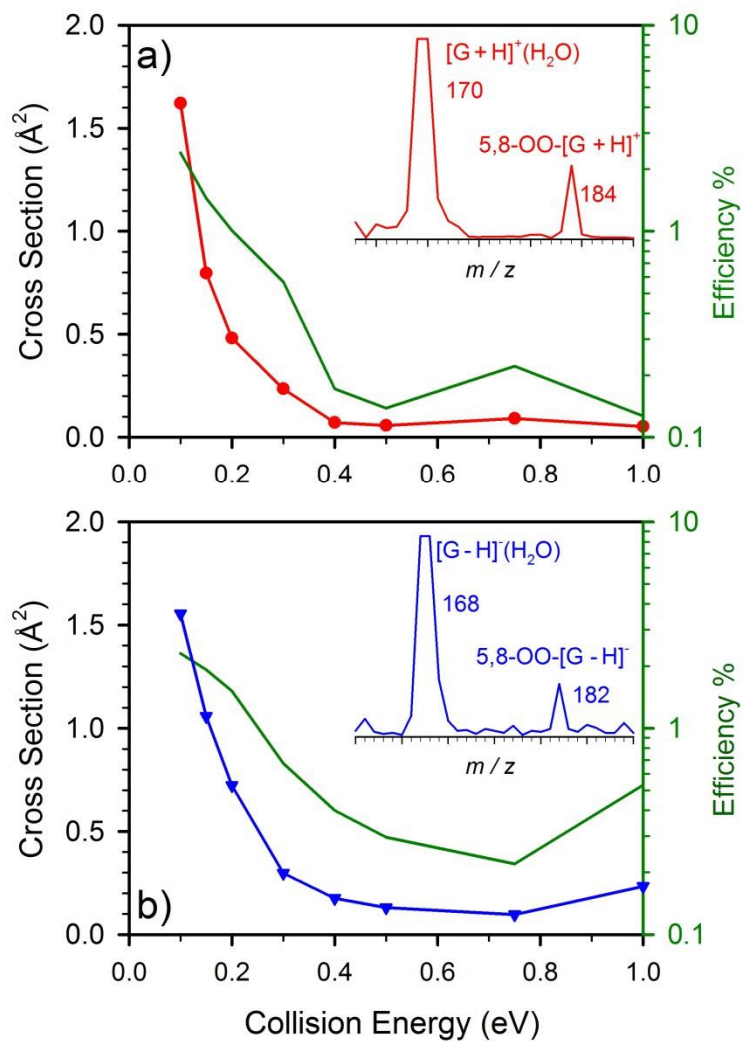 a)
Cross Section (Å²)
2.0
1.5
1.0
0.5
0.0
[G + H]⁺(H₂O)
170
5,8-OO-[G + H]⁺
184
m / z
10
1
0.1
Efficiency %
0.0 0.2 0.4 0.6 0.8 1.0
b)
Cross Section (Å²)
2.0
1.5
1.0
0.5
0.0
[G - H]⁻(H₂O)
168
5,8-OO-[G - H]⁻
182
m / z
10
1
0.1
Efficiency %
0.0 0.2 0.4 0.6 0.8 1.0
Collision Energy (eV)